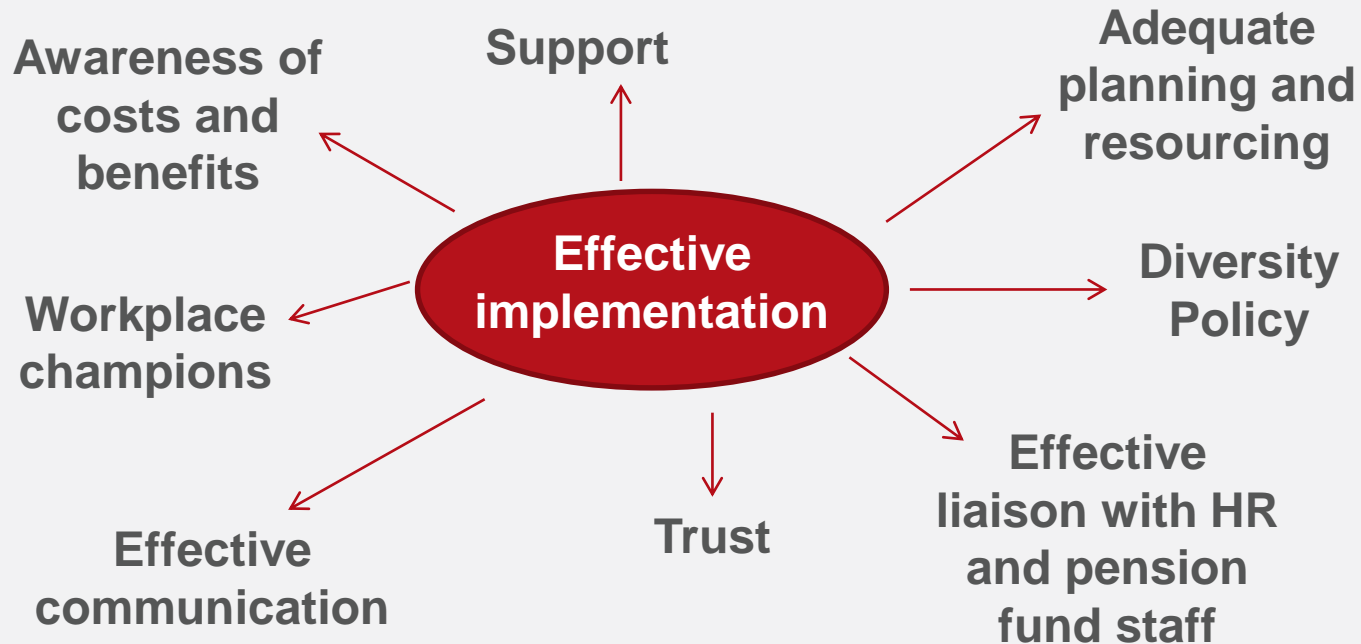 Awareness of
costs and
benefits
Support
Adequate
planning and
resourcing
Effective
implementation
Workplace
champions
Diversity
Policy
Effective
communication
Trust
Effective
liaison with HR
and pension
fund staff